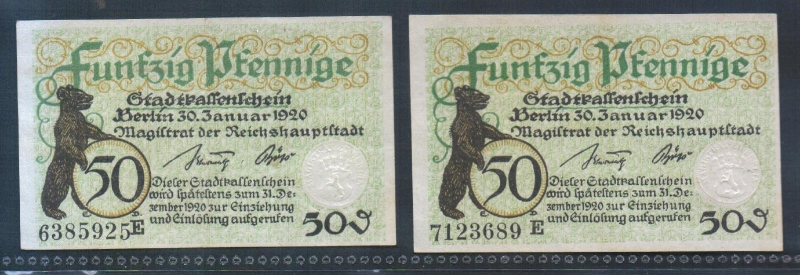 Funfzig Pfennige
Stadtkassenschein
Berlin 30. Januar 1920
Magistrat der Reichshauptstadt
50
Dieser Stadtkassenschein
wird spätestens zum 31. De-
zember 1920 zur Einziehung
und Einlösung aufgerufen
6385925 E
50₰
Funfzig Pfennige
Stadtkassenschein
Berlin 30. Januar 1920
Magistrat der Reichshauptstadt
50
Dieser Stadtkassenschein
wird spätestens zum 31. De-
zember 1920 zur Einziehung
und Einlösung aufgerufen
7123689 E
50₰